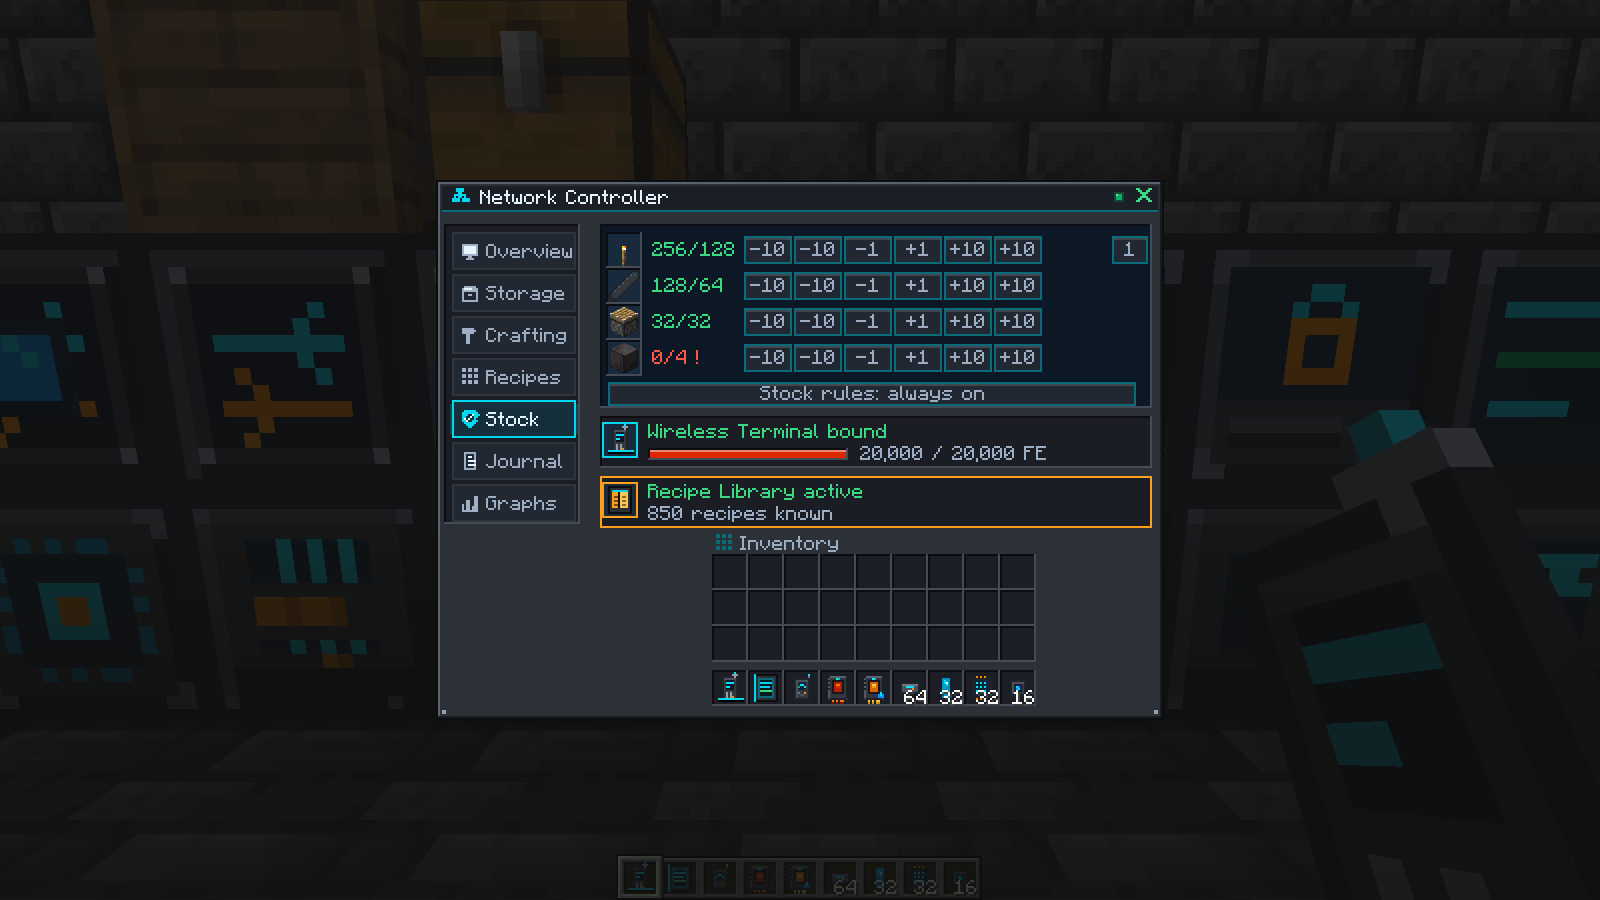 Network Controller
Overview
Storage
Crafting
Recipes
Stock
Journal
Graphs
256/128 -10 -10 -1 +1 +10 +10 1
128/64 -10 -10 -1 +1 +10 +10
32/32 -10 -10 -1 +1 +10 +10
0/4 ! -10 -10 -1 +1 +10 +10
Stock rules: always on
Wireless Terminal bound
20,000 / 20,000 FE
Recipe Library active
850 recipes known
Inventory
64 32 32 16
64 32 32 16